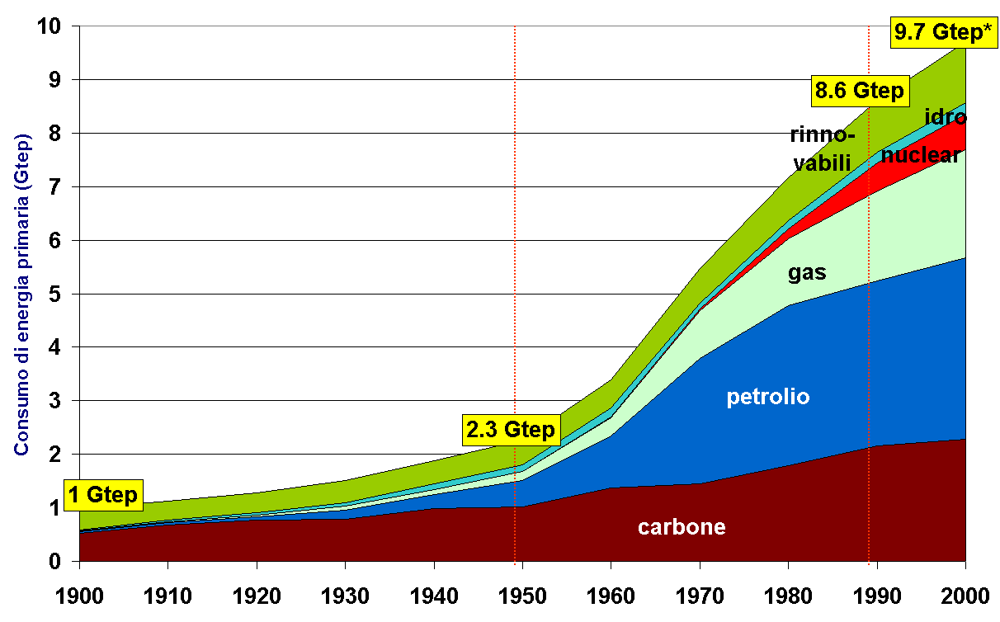 Consumo di energia primaria (Gtep)
10
9
8
7
6
5
4
3
2
1
0
9.7 Gtep*
8.6 Gtep
2.3 Gtep
1 Gtep
rinno-
vabili
idro
nuclear
gas
petrolio
carbone
1900 1910 1920 1930 1940 1950 1960 1970 1980 1990 2000